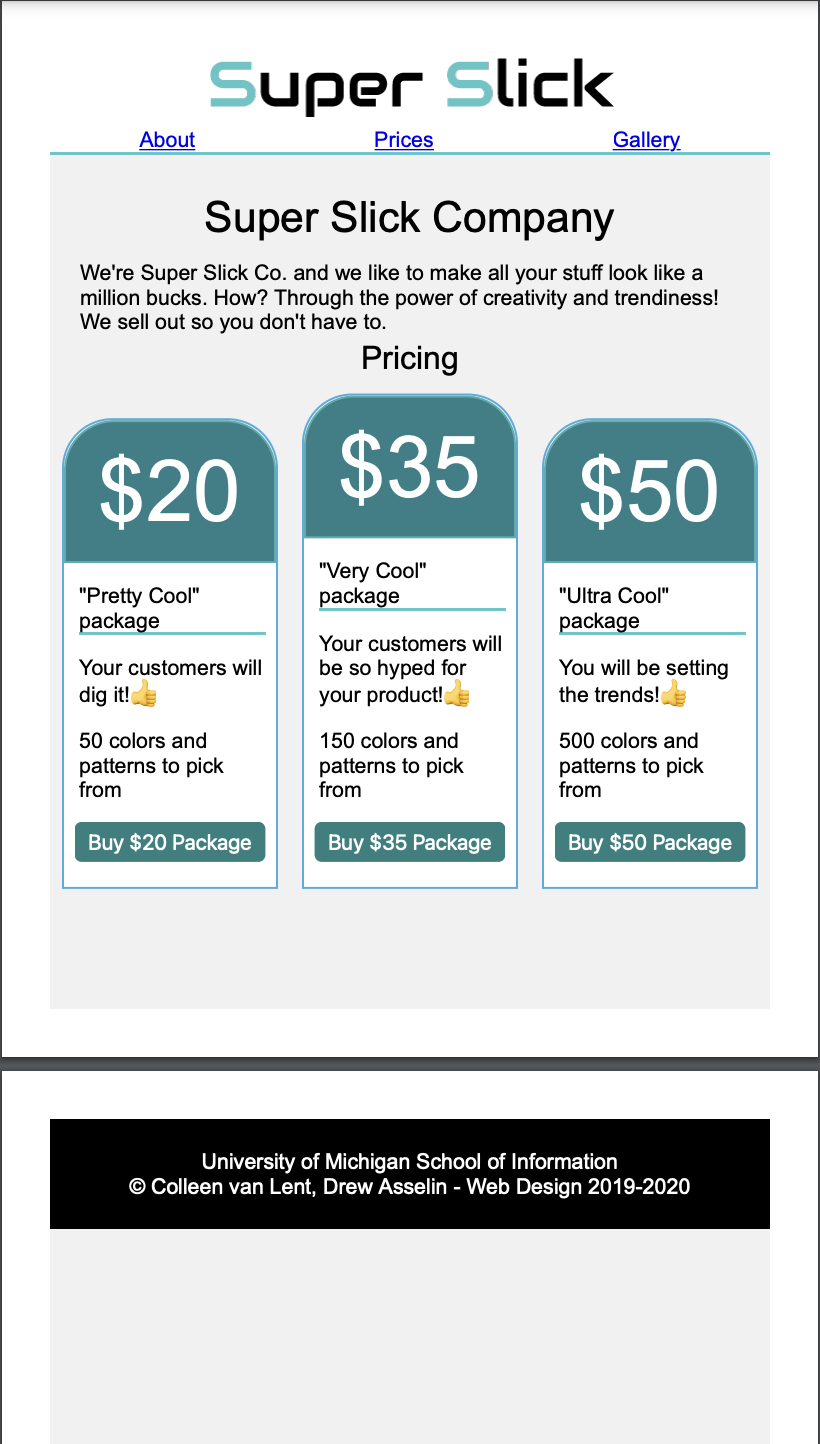 Super Slick
About Prices Gallery
Super Slick Company
We're Super Slick Co. and we like to make all your stuff look like a
million bucks. How? Through the power of creativity and trendiness!
We sell out so you don't have to.
Pricing
$20
"Pretty Cool"
package
Your customers will
dig it!👍
50 colors and
patterns to pick
from
Buy $20 Package
$35
"Very Cool"
package
Your customers will
be so hyped for
your product!👍
150 colors and
patterns to pick
from
Buy $35 Package
$50
"Ultra Cool"
package
You will be setting
the trends!👍
500 colors and
patterns to pick
from
Buy $50 Package
University of Michigan School of Information
© Colleen van Lent, Drew Asselin - Web Design 2019-2020